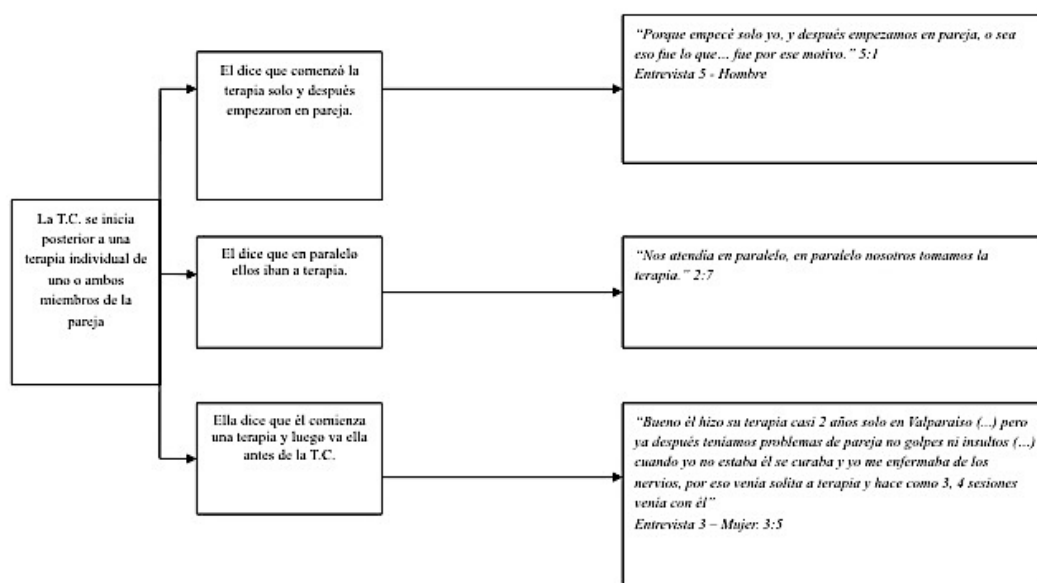 “Porque empecé solo yo, y después empezamos en pareja, o sea
eso fue lo que... fue por ese motivo.” 5:1
Entrevista 5 - Hombre
El dice que comenzó la
terapia solo y después
empezaron en pareja.
La T.C. se inicia
posterior a una
terapia individual de
uno o ambos
miembros de la
pareja
El dice que en paralelo
ellos iban a terapia.
“Nos atendía en paralelo, en paralelo nosotros tomamos la
terapia.” 2:7
Ella dice que él comienza
una terapia y luego va ella
antes de la T.C.
“Bueno él hizo su terapia casi 2 años solo en Valparaíso (...) pero
ya después teníamos problemas de pareja no golpes ni insultos (...)
cuando yo no estaba él se curaba y yo me enfermaba de los
nervios, por eso venía solita a terapia y hace como 3, 4 sesiones
venía con él”
Entrevista 3 – Mujer. 3:5